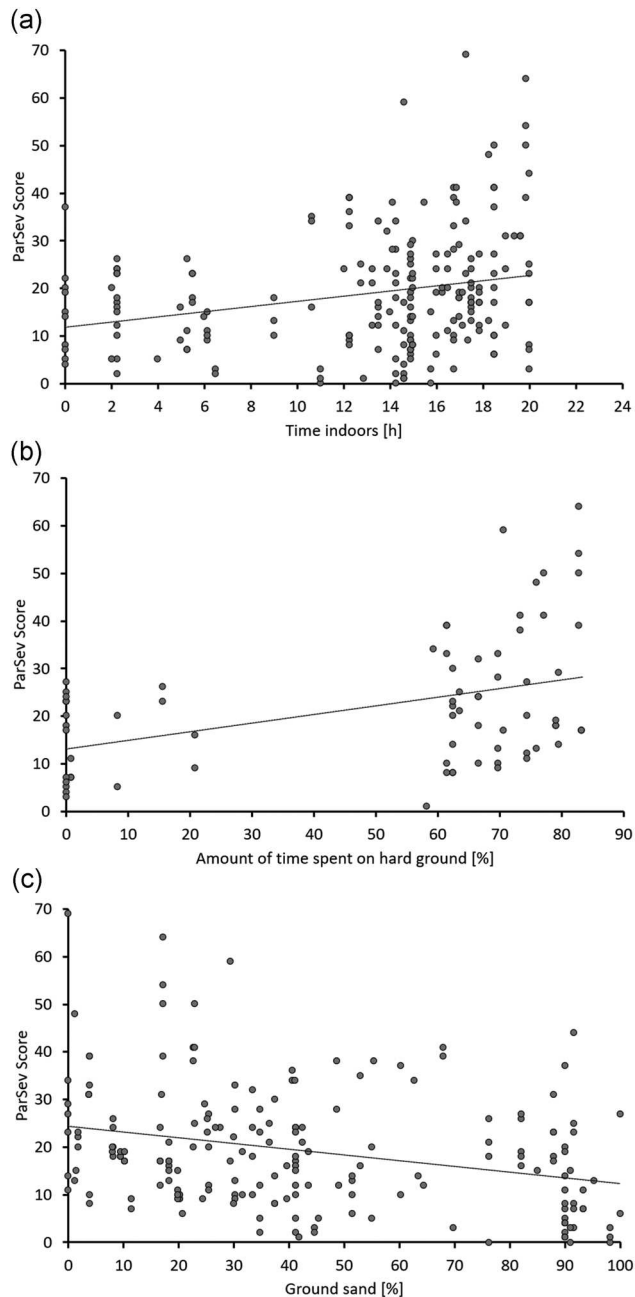 (a)
70
60
50
40
30
20
10
0
ParSev Score
0 2 4 6 8 10 12 14 16 18 20 22 24
Time indoors [h]
(b)
70
60
50
40
30
20
10
0
ParSev Score
0 10 20 30 40 50 60 70 80 90
Amount of time spent on hard ground [%]
(c)
70
60
50
40
30
20
10
0
ParSev Score
0 10 20 30 40 50 60 70 80 90 100
Ground sand [%]